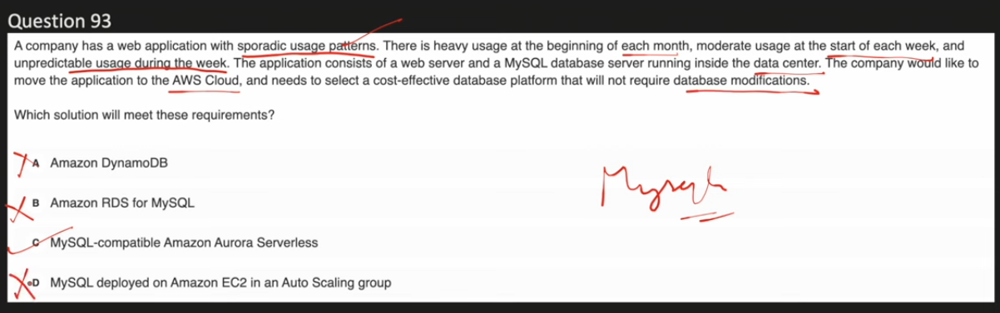 Question 93
A company has a web application with sporadic usage patterns. There is heavy usage at the beginning of each month, moderate usage at the start of each week, and
unpredictable usage during the week. The application consists of a web server and a MySQL database server running inside the data center. The company would like to
move the application to the AWS Cloud, and needs to select a cost-effective database platform that will not require database modifications.
Which solution will meet these requirements?
A Amazon DynamoDB
Mysql
B Amazon RDS for MySQL
C MySQL-compatible Amazon Aurora Serverless
D MySQL deployed on Amazon EC2 in an Auto Scaling group